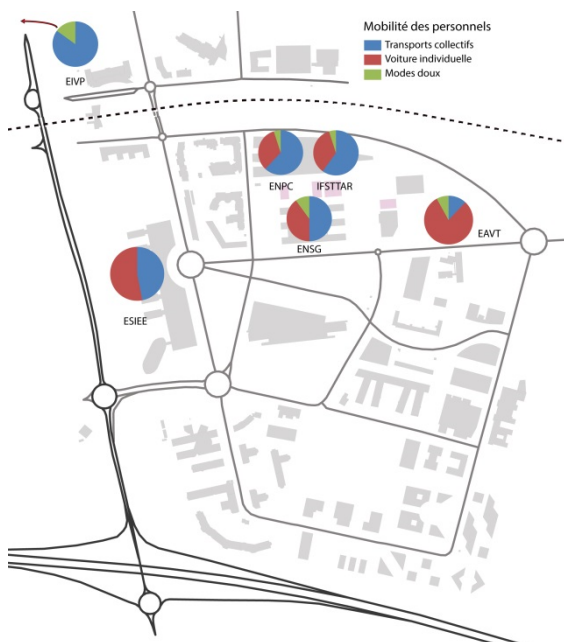 Mobilité des personnels
Transports collectifs
Voiture individuelle
Modes doux
EIVP
ENPC
IFSTTAR
ENSG
EAVT
ESIEE